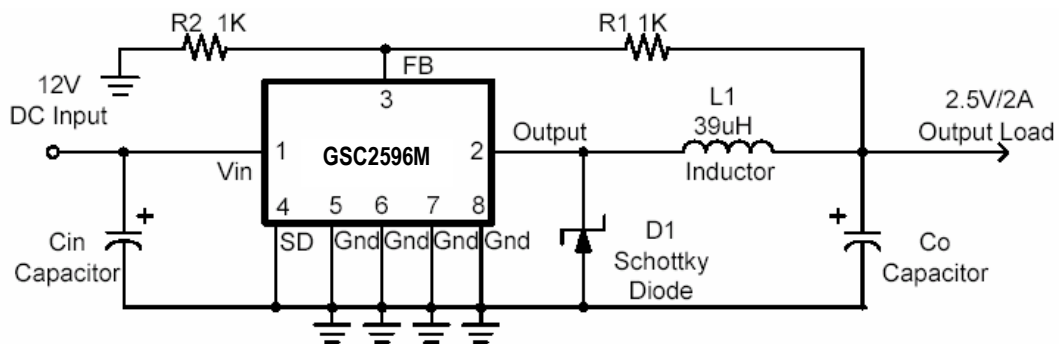 R2 1K
R1 1K
12V
DC Input
FB
3
L1
39uH
Inductor
2.5V/2A
Output Load
Output
Vin
1
GSC2596M
2
4
5
6
7
8
SD
Gnd
Gnd
Gnd
Gnd
+
Cin
Capacitor
D1
Schottky
Diode
+
Co
Capacitor